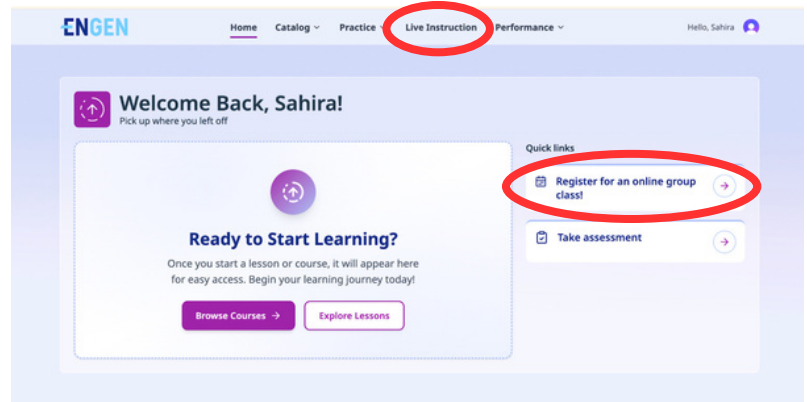 ENGEN
Home Catalog Practice Live Instruction Performance Hello, Sahira
Welcome Back, Sahira!
Pick up where you left off
Ready to Start Learning?
Once you start a lesson or course, it will appear here
for easy access. Begin your learning journey today!
Browse Courses → Explore Lessons
Quick links
Register for an online group
class!
Take assessment